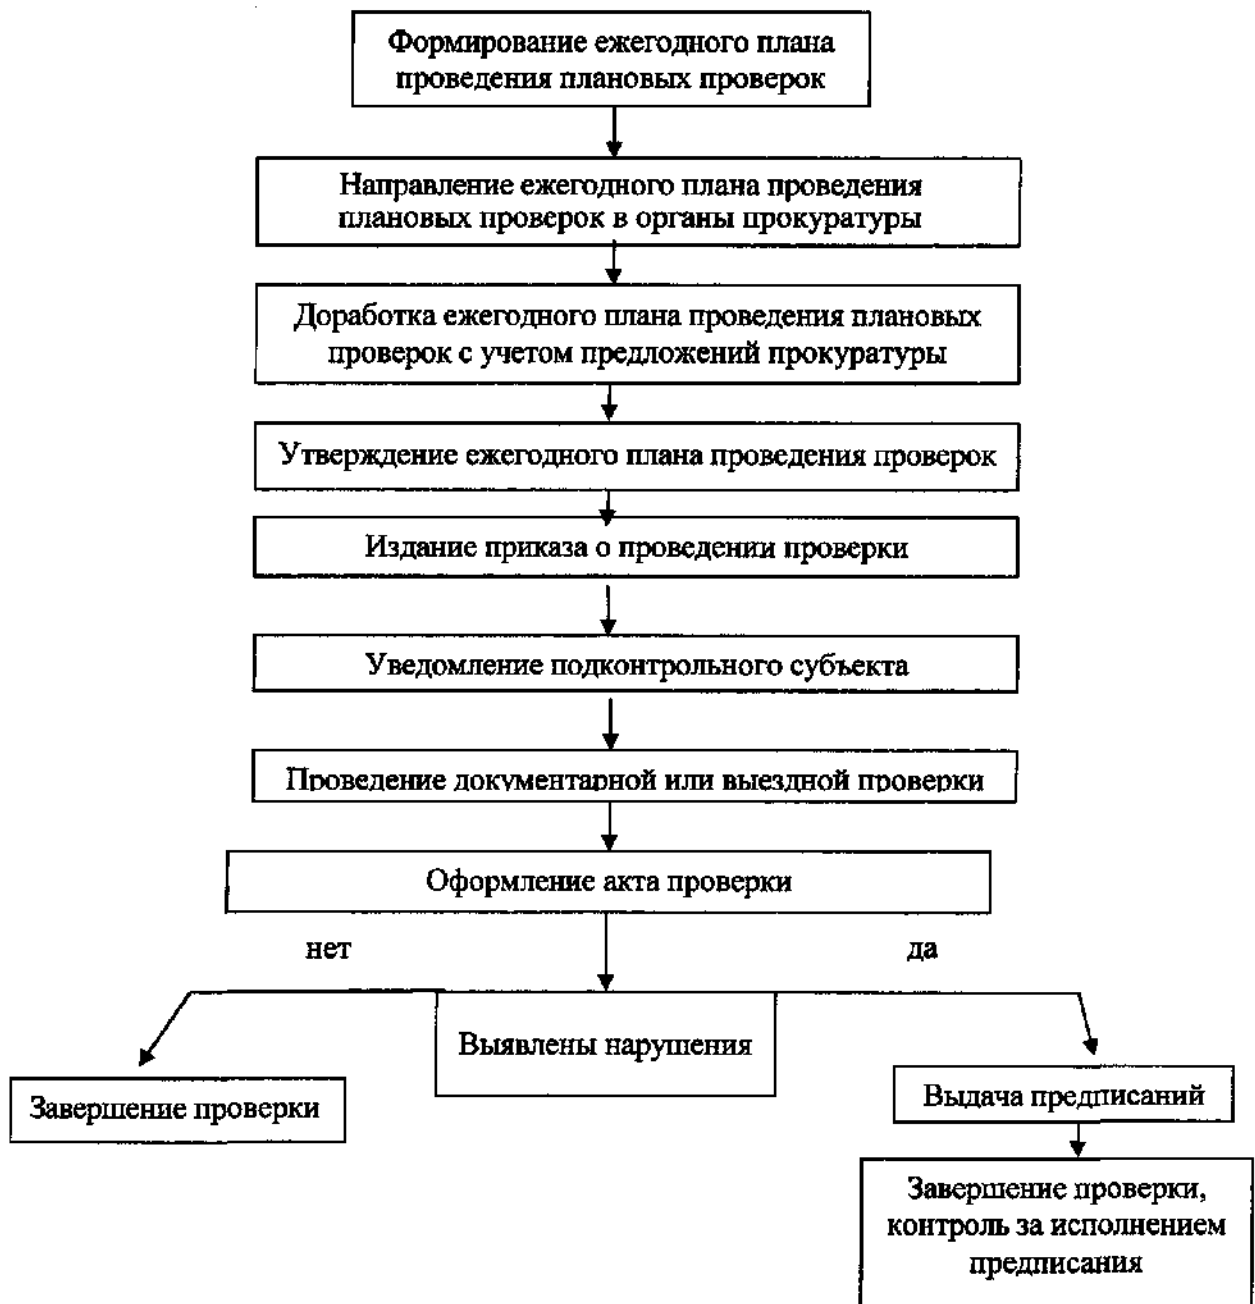 Формирование ежегодного плана
проведения плановых проверок
Направление ежегодного плана проведения
плановых проверок в органы прокуратуры
Доработка ежегодного плана проведения плановых
проверок с учетом предложений прокуратуры
Утверждение ежегодного плана проведения проверок
Издание приказа о проведении проверки
Уведомление подконтрольного субъекта
Проведение документарной или выездной проверки
Оформление акта проверки
нет
да
Выявлены нарушения
Завершение проверки
Выдача предписаний
Завершение проверки,
контроль за исполнением
предписания